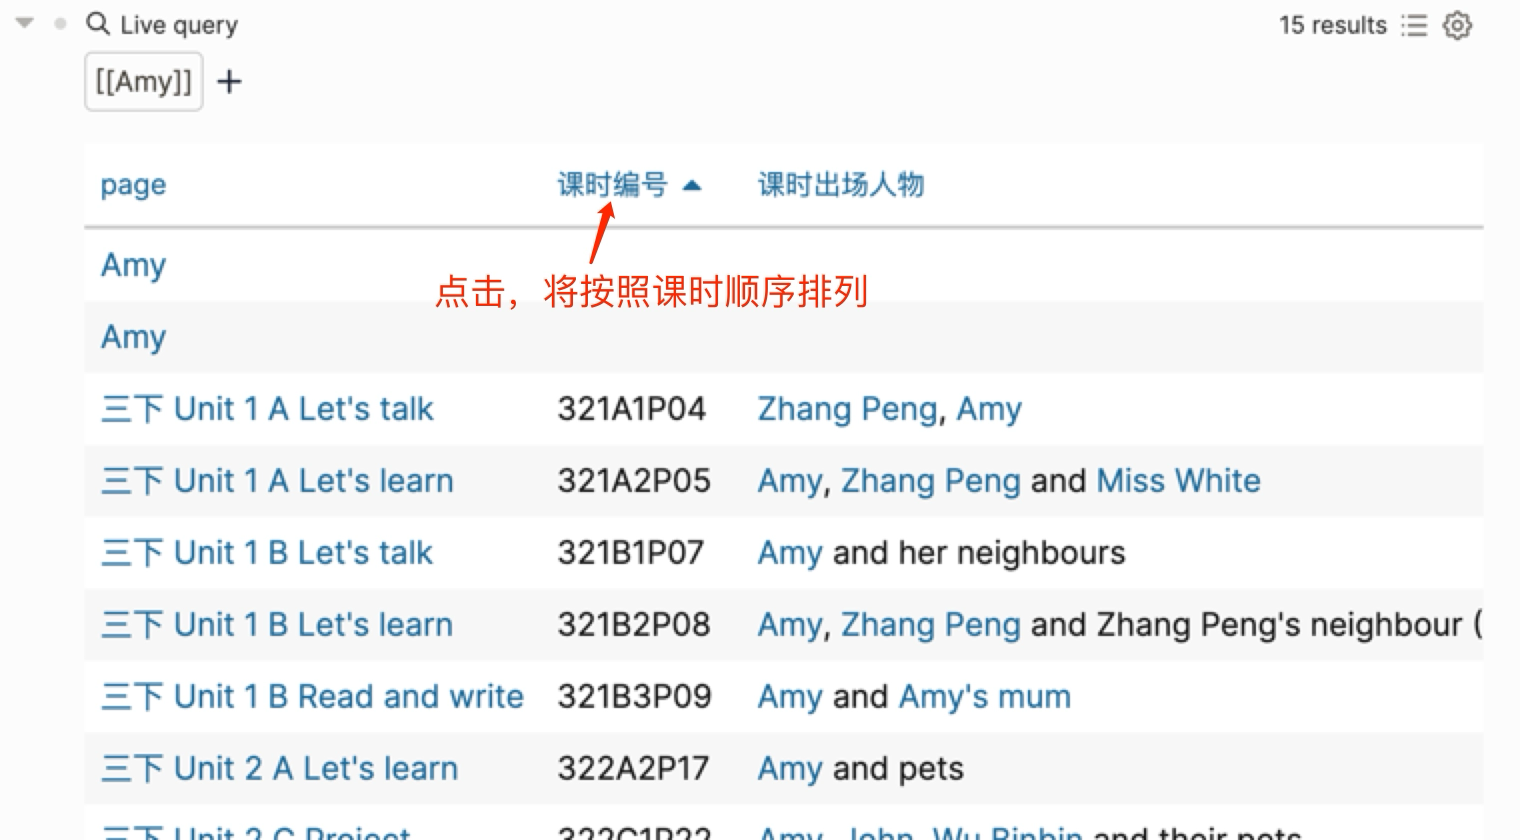 Live query 15 results
[[Amy]] +
page 课时编号 课时出场人物
Amy
点击，将按照课时顺序排列
Amy
三下 Unit 1 A Let's talk 321A1P04 Zhang Peng, Amy
三下 Unit 1 A Let's learn 321A2P05 Amy, Zhang Peng and Miss White
三下 Unit 1 B Let's talk 321B1P07 Amy and her neighbours
三下 Unit 1 B Let's learn 321B2P08 Amy, Zhang Peng and Zhang Peng's neighbour (
三下 Unit 1 B Read and write 321B3P09 Amy and Amy's mum
三下 Unit 2 A Let's learn 322A2P17 Amy and pets
三下 Unit 2 C Project 322C1P22 Amy, John, Wu Binbin and their pets